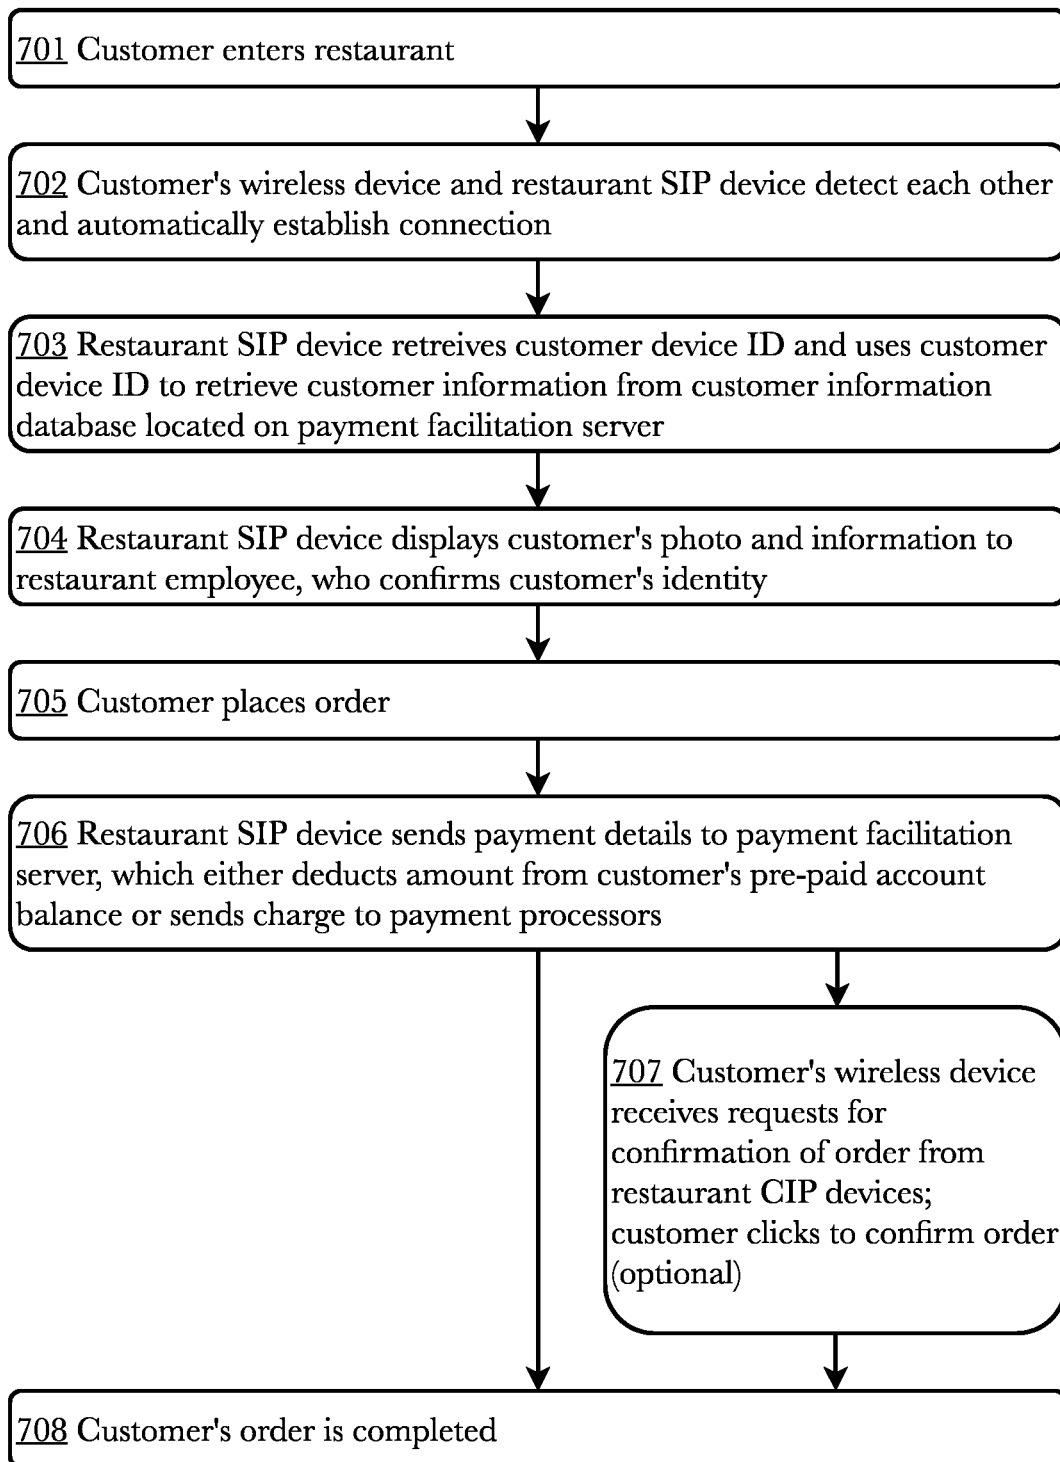 701 Customer enters restaurant
702 Customer's wireless device and restaurant SIP device detect each other
and automatically establish connection
703 Restaurant SIP device retreives customer device ID and uses customer
device ID to retrieve customer information from customer information
database located on payment facilitation server
704 Restaurant SIP device displays customer's photo and information to
restaurant employee, who confirms customer's identity
705 Customer places order
706 Restaurant SIP device sends payment details to payment facilitation
server, which either deducts amount from customer's pre-paid account
balance or sends charge to payment processors
707 Customer's wireless device
receives requests for
confirmation of order from
restaurant CIP devices;
customer clicks to confirm order
(optional)
708 Customer's order is completed